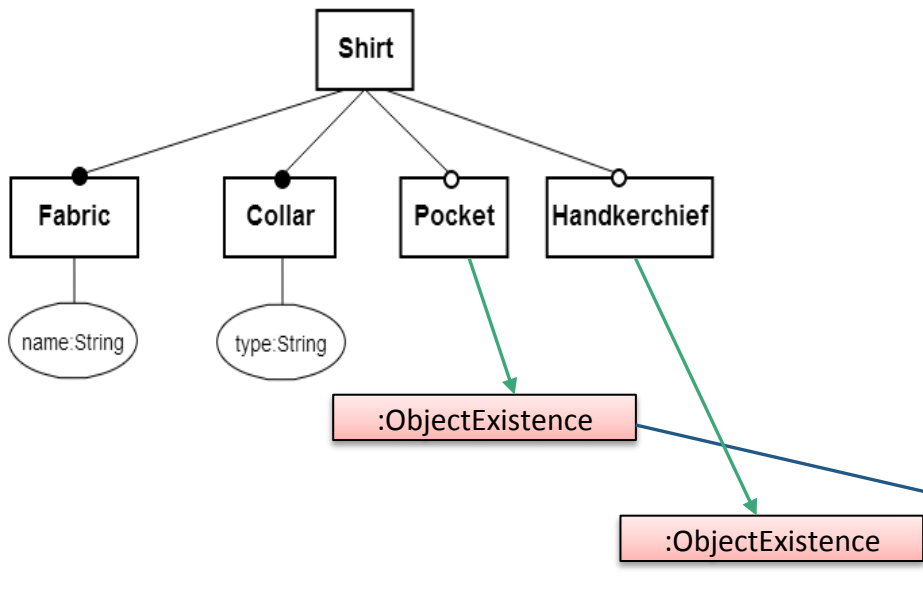 Shirt
Fabric
Collar
Pocket
Handkerchief
name:String
type:String
:ObjectExistence
:ObjectExistence